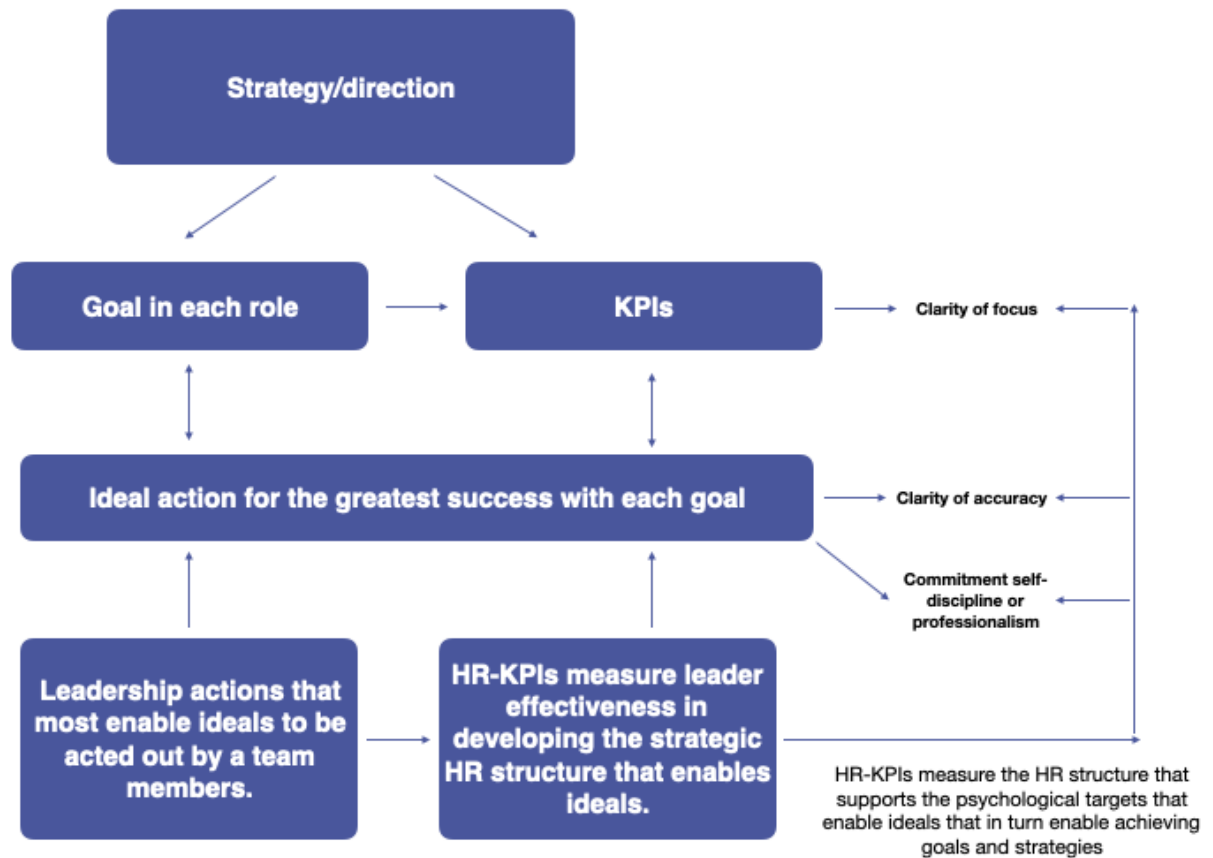 Strategy/direction
Goal in each role
KPIs
Clarity of focus
Ideal action for the greatest success with each goal
Clarity of accuracy
Commitment self-
discipline or
professionalism
Leadership actions that
most enable ideals to be
acted out by a team
members.
HR-KPIs measure leader
effectiveness in
developing the strategic
HR structure that enables
ideals.
HR-KPIs measure the HR structure that
supports the psychological targets that
enable ideals that in turn enable achieving
goals and strategies